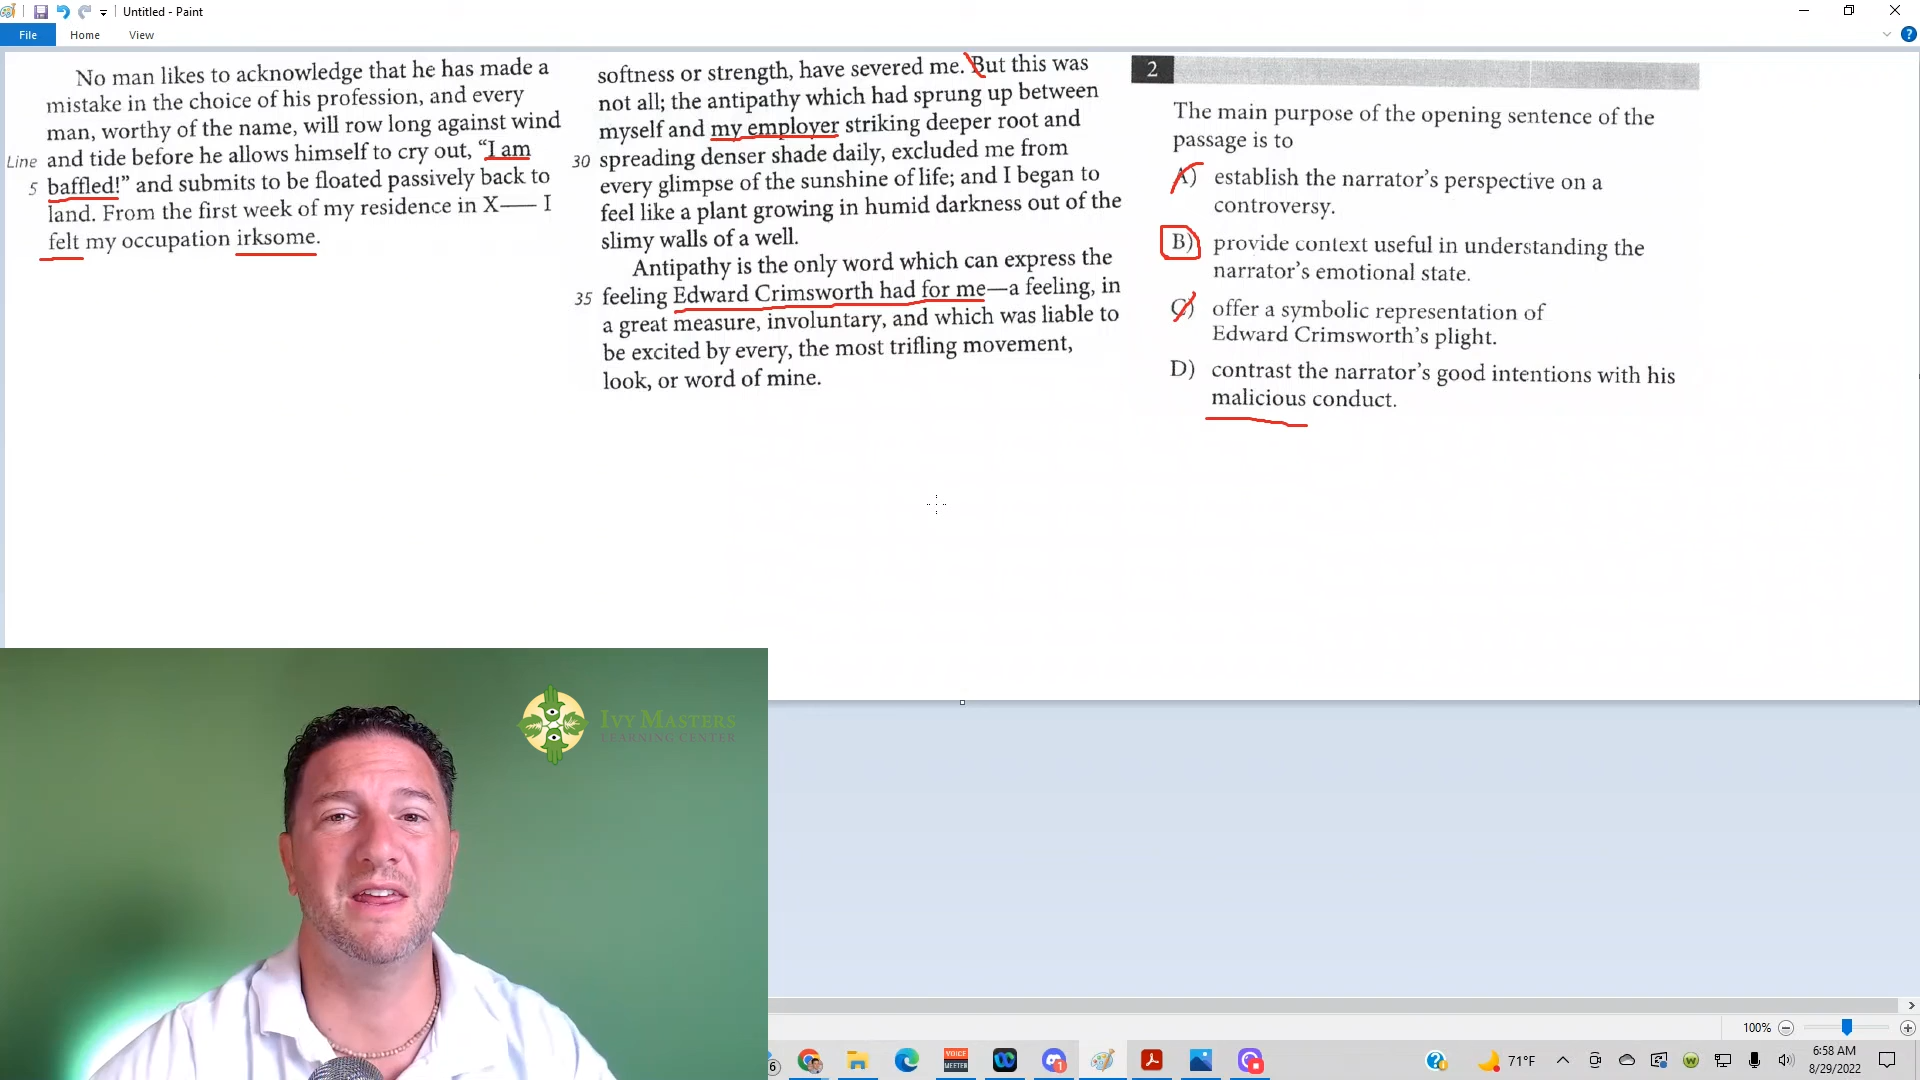 Untitled - Paint
File
Home
View
No man likes to acknowledge that he has made a
mistake in the choice of his profession, and every
man, worthy of the name, will row long against wind
Line and tide before he allows himself to cry out, “I am
5 baffled!” and submits to be floated passively back to
land. From the first week of my residence in X—— I
felt my occupation irksome.
softness or strength, have severed me. But this was
not all; the antipathy which had sprung up between
myself and my employer striking deeper root and
30 spreading denser shade daily, excluded me from
every glimpse of the sunshine of life; and I began to
feel like a plant growing in humid darkness out of the
slimy walls of a well.
Antipathy is the only word which can express the
35 feeling Edward Crimsworth had for me—a feeling, in
a great measure, involuntary, and which was liable to
be excited by every, the most trifling movement,
look, or word of mine.
2
The main purpose of the opening sentence of the
passage is to
A) establish the narrator’s perspective on a
controversy.
B) provide context useful in understanding the
narrator’s emotional state.
C) offer a symbolic representation of
Edward Crimsworth’s plight.
D) contrast the narrator’s good intentions with his
malicious conduct.
IVY MASTERS
LEARNING CENTER
100%
VOICE
MEETER
71°F
6:58 AM
8/29/2022